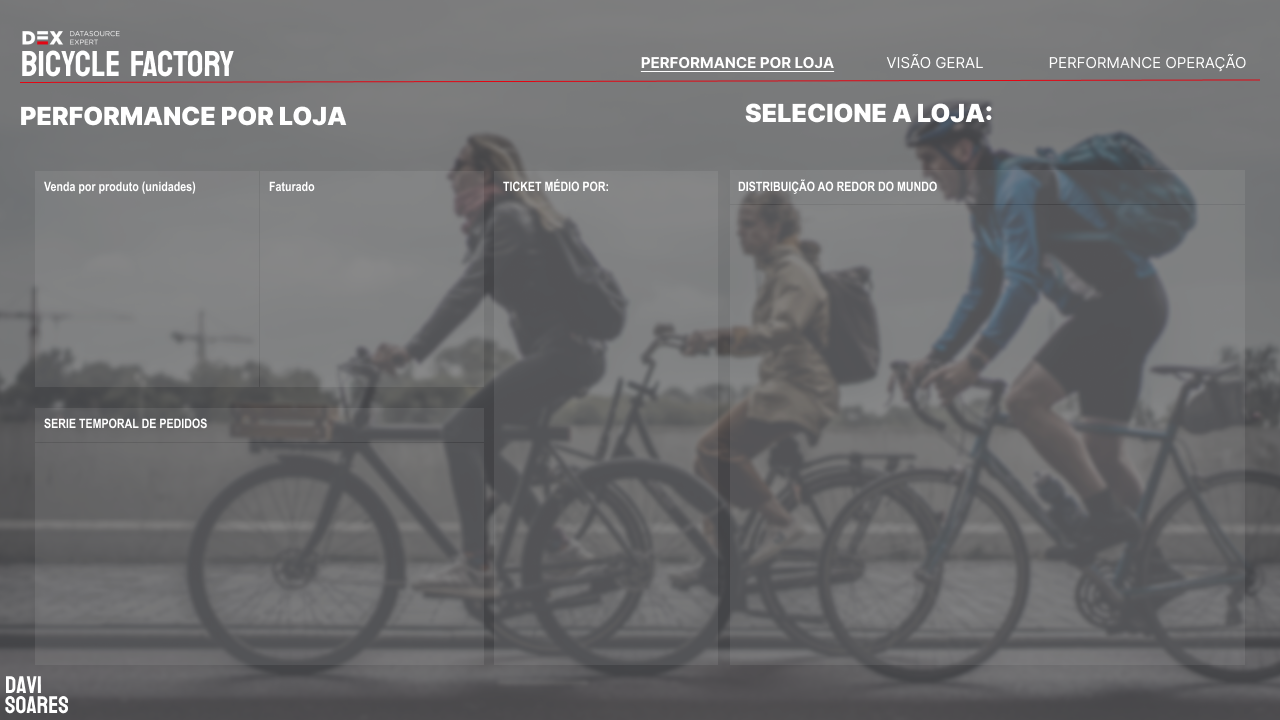 DEX DATASOURCE
EXPERT
BICYCLE FACTORY
PERFORMANCE POR LOJA VISÃO GERAL PERFORMANCE OPERAÇÃO
PERFORMANCE POR LOJA
SELECIONE A LOJA:
Venda por produto (unidades)
Faturado
TICKET MÉDIO POR:
DISTRIBUIÇÃO AO REDOR DO MUNDO
SERIE TEMPORAL DE PEDIDOS
DAVI
SOARES